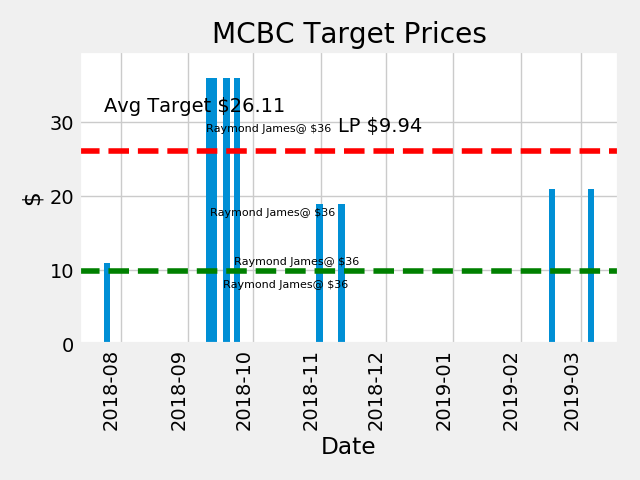 MCBC Target Prices
Avg Target $26.11
LP $9.94
Raymond James@ $36
Raymond James@ $36
Raymond James@ $36
Raymond James@ $36
$
30
20
10
0
2018-08
2018-09
2018-10
2018-11
2018-12
2019-01
2019-02
2019-03
Date